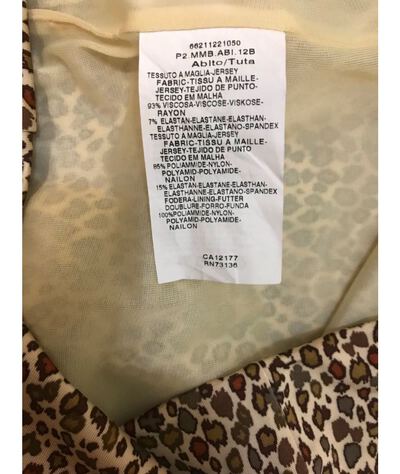 66211221050
P2.MMB.ABI.12B
Abito/Tuta
TESSUTO A MAGLIA-JERSEY
FABRIC-TISSU A MAILLE-
JERSEY-TEJIDO DE PUNTO
TECIDO EM MALHA
93% VISCOSA-VISCOSE-VISKOSE-
RAYON
7% ELASTAN-ELASTANE-ELASTHAN-
ELASTHANNE-ELASTANO-SPANDEX
TESSUTO A MAGLIA-JERSEY
FABRIC-TISSU A MAILLE-
JERSEY-TEJIDO DE PUNTO
TECIDO EM MALHA
85% POLIAMMIDE-NYLON-
POLYAMID-POLYAMIDE-
NAILON
15% ELASTAN-ELASTANE-ELASTHAN-
ELASTHANNE-ELASTANO-SPANDEX
FODERA-LINING-FUTTER
DOUBLURE-FORRO-FUNDA
100%POLIAMMIDE-NYLON-
POLYAMID-POLYAMIDE-
NAILON
CA12177
RN73136